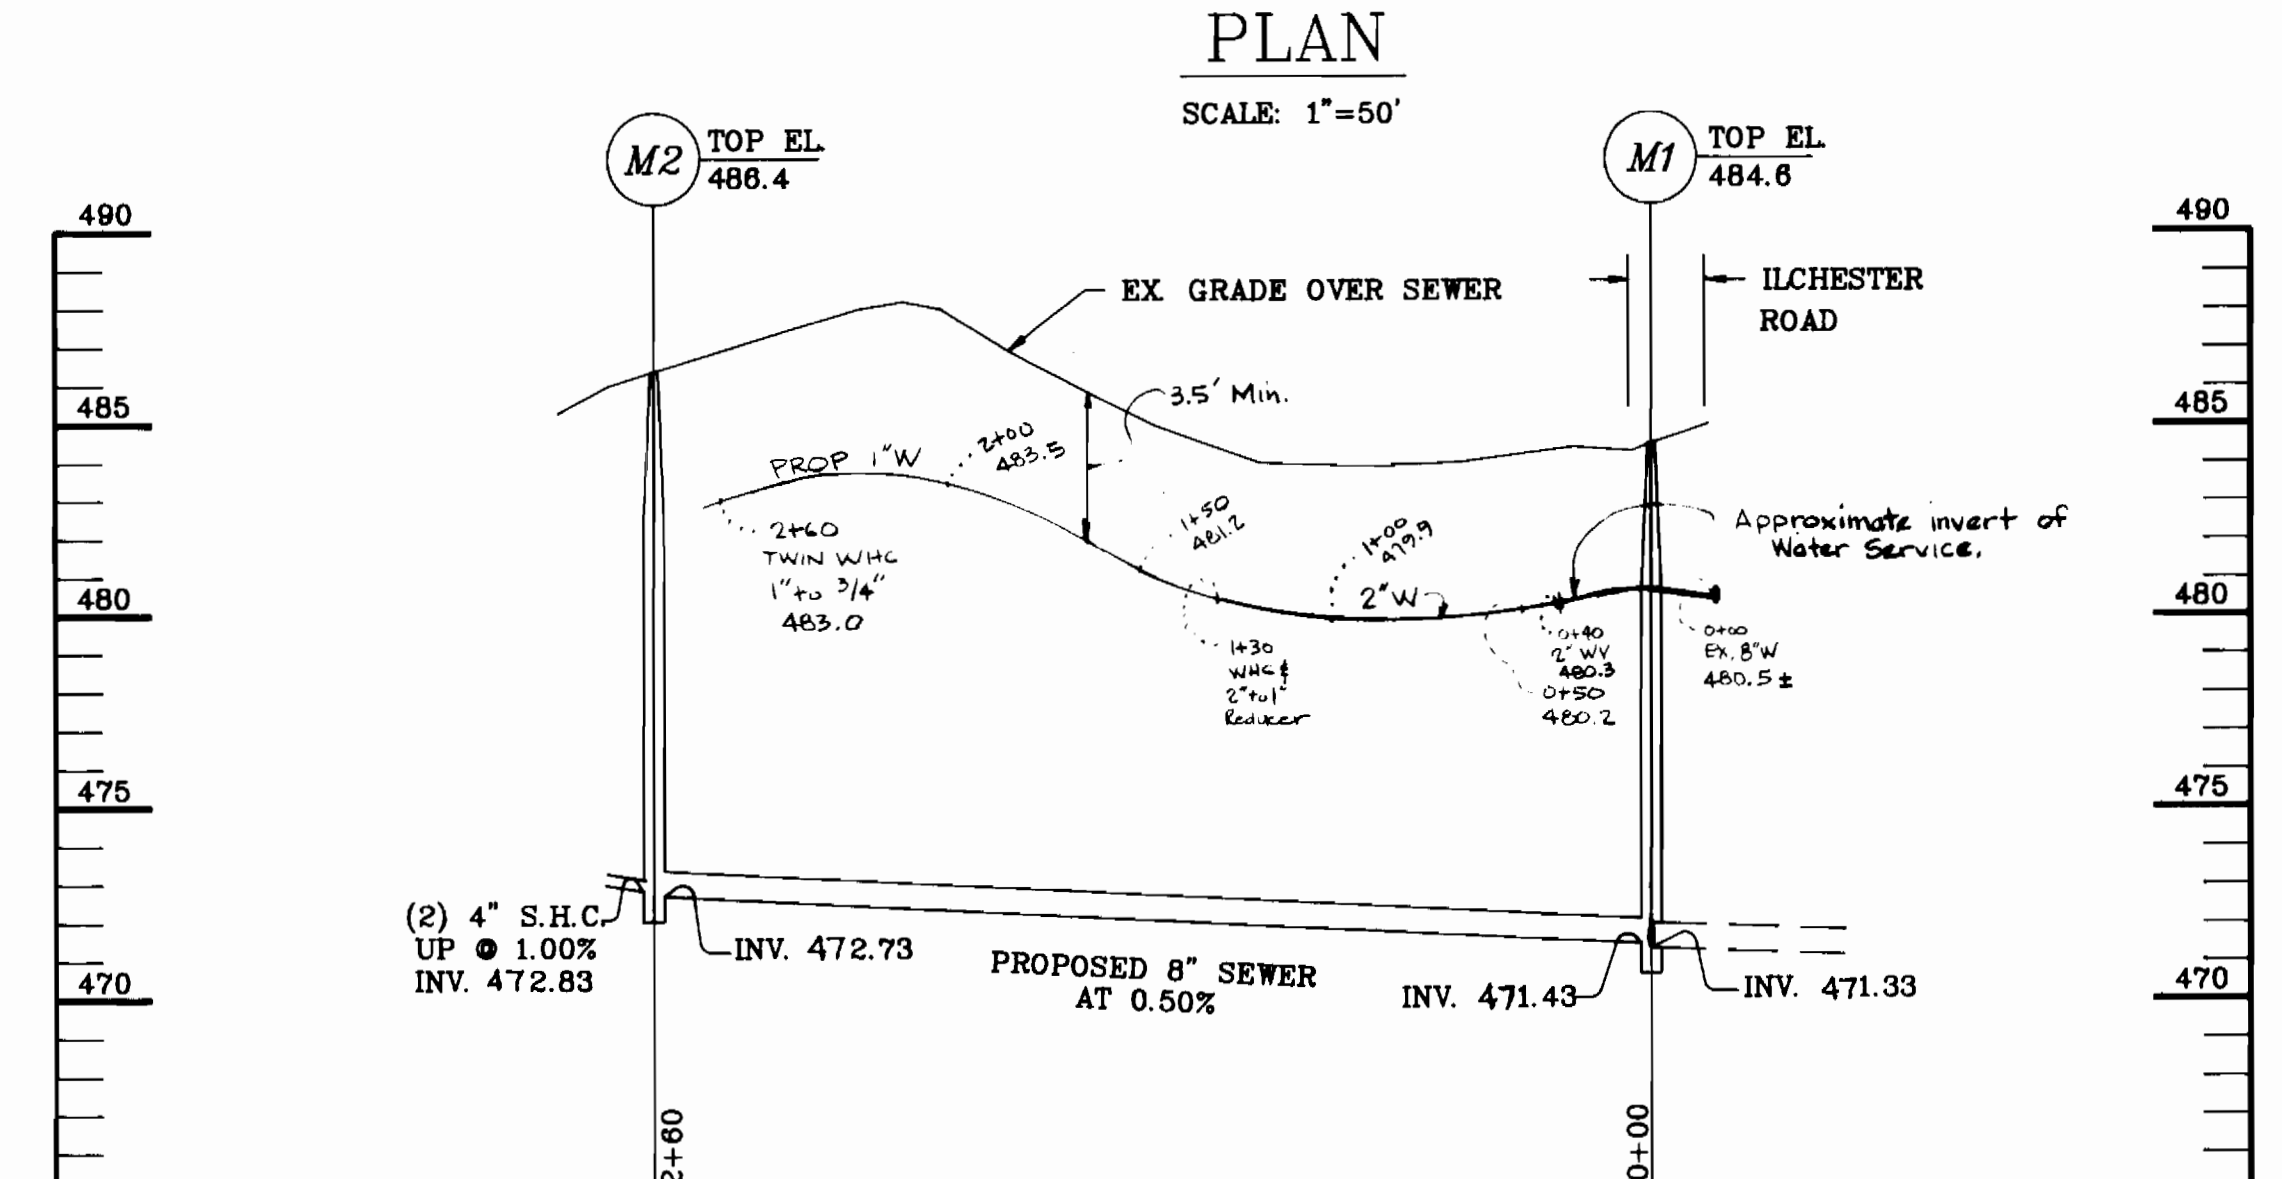 PLAN
SCALE: 1"=50'
M2
TOP EL.
486.4
M1
TOP EL.
484.6
490
490
EX. GRADE OVER SEWER
ILCHESTER
ROAD
485
485
3.5' Min.
PROP 1"W
2+00
483.5
2+60
TWIN WHC
1" to 3/4"
483.0
1+50
481.2
1+00
479.9
2"W
Approximate invert of
Water Service.
480
480
1+30
WHC &
2" to 1"
Reducer
0+40
2" WV
480.3
0+50
480.2
0+00
Ex. 8"W
480.5 ±
475
475
(2) 4" S.H.C.
UP @ 1.00%
INV. 472.83
INV. 472.73
PROPOSED 8" SEWER
AT 0.50%
INV. 471.43
INV. 471.33
470
470
2+60
0+00